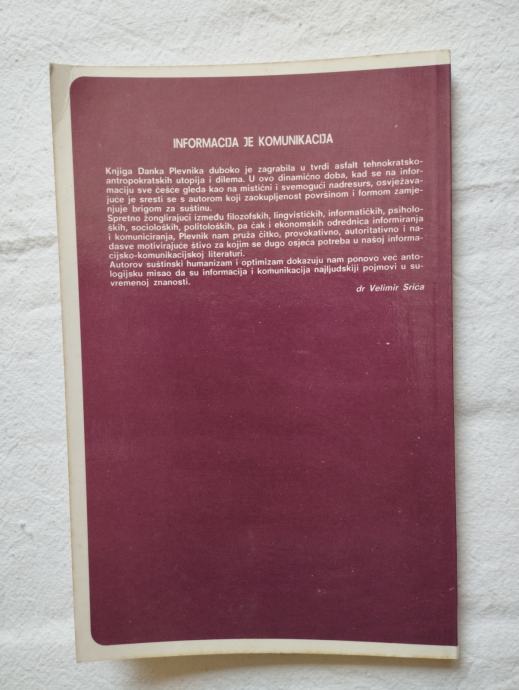 INFORMACIJA JE KOMUNIKACIJA
Knjiga Danka Plevnika duboko je zagrabila u tvrdi asfalt tehnokratsko-
antropokratskih utopija i dilema. U ovo dinamično doba, kad se na infor-
maciju sve češće gleda kao na mistični i svemogući nadresurs, osvježava-
juće je sresti se s autorom koji zaokupljenost površinom i formom zamje-
njuje brigom za suštinu.
Spretno žonglirajući između filozofskih, lingvističkih, informatičkih, psiholo-
ških, socioloških, politoloških, pa čak i ekonomskih odrednica informiranja
i komuniciranja, Plevnik nam pruža čitko, provokativno, autoritativno i na-
dasve motivirajuće štivo za kojim se dugo osjeća potreba u našoj informa-
cijsko-komunikacijskoj literaturi.
Autorov suštinski humanizam i optimizam dokazuju nam ponovo već anto-
logijsku misao da su informacija i komunikacija najljudskiji pojmovi u su-
vremenoj znanosti.
dr Velimir Srića